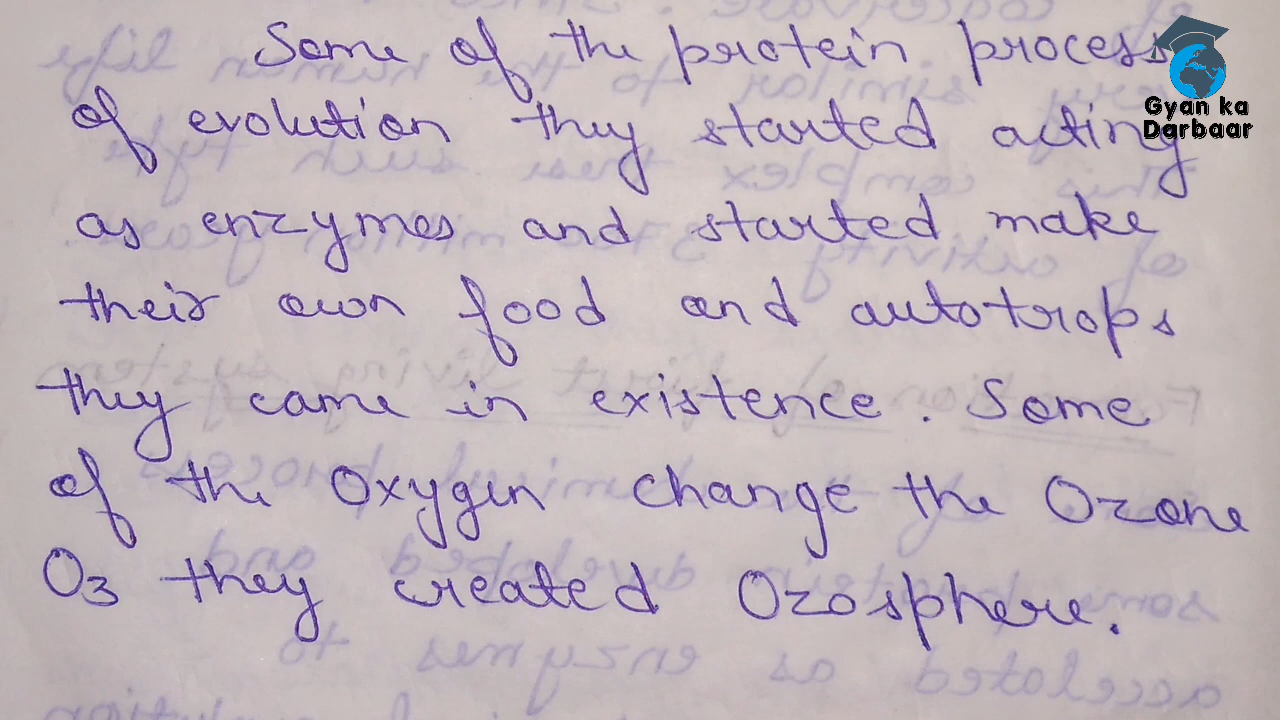 Some of the protein process
of evolution they started acting
as enzymes and started make
their own food and autotrops
they came in existence. Some
of the Oxygen change the Ozone
O3 they created Ozosphere.
Gyan ka
Darbaar